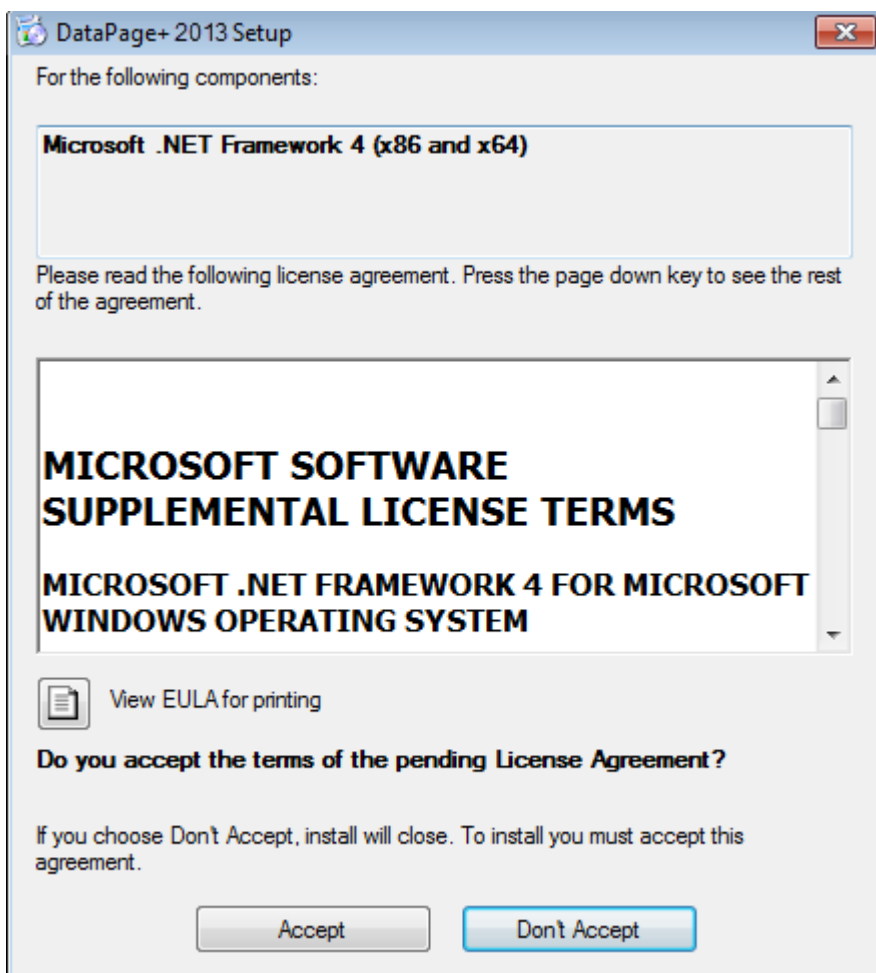 DataPage+ 2013 Setup
For the following components:
Microsoft .NET Framework 4 (x86 and x64)
Please read the following license agreement. Press the page down key to see the rest
of the agreement.
MICROSOFT SOFTWARE
SUPPLEMENTAL LICENSE TERMS
MICROSOFT .NET FRAMEWORK 4 FOR MICROSOFT
WINDOWS OPERATING SYSTEM
View EULA for printing
Do you accept the terms of the pending License Agreement?
If you choose Don't Accept, install will close. To install you must accept this
agreement.
Accept
Don't Accept